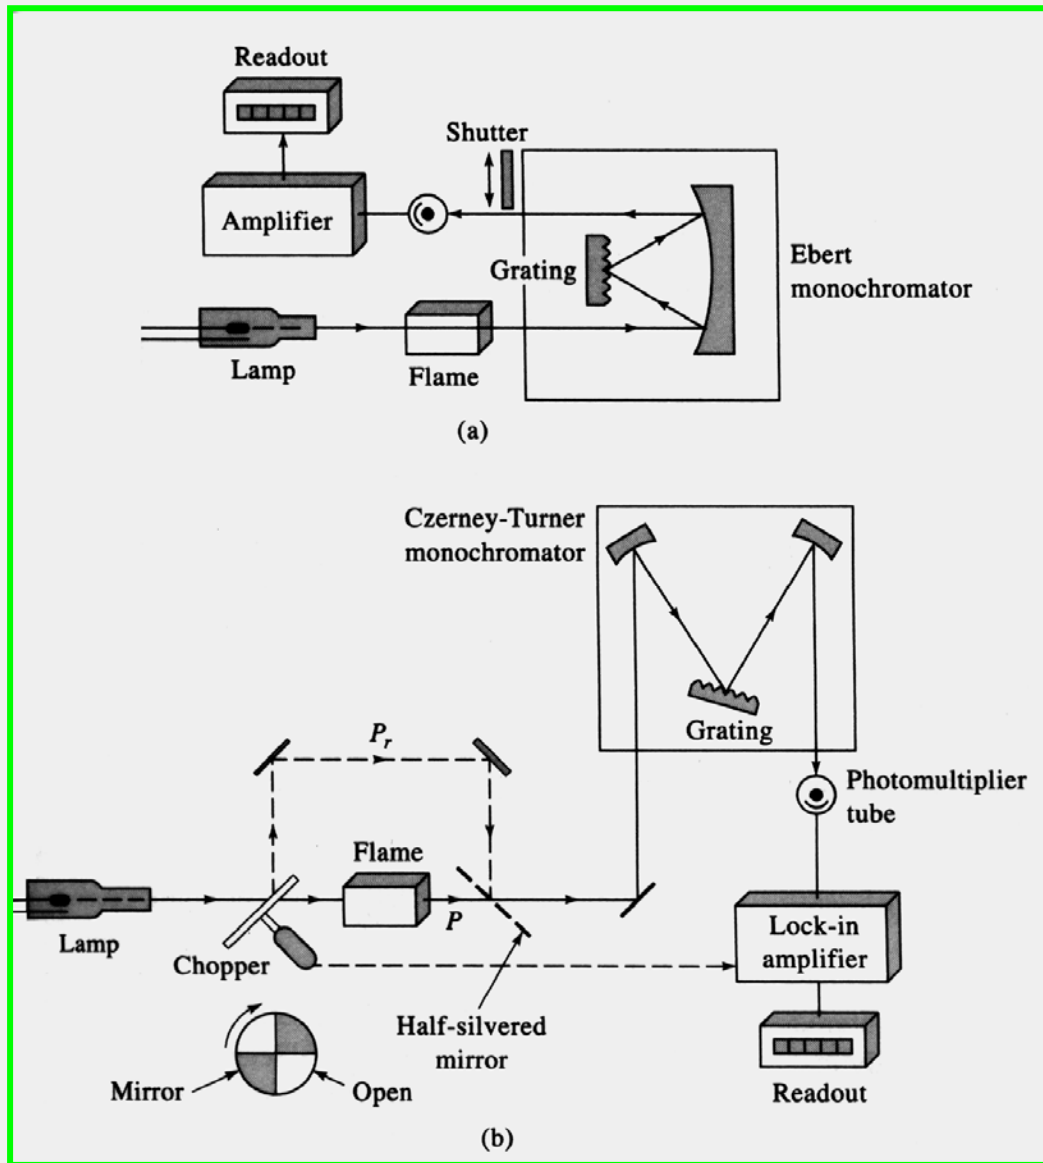 Readout
Shutter
Amplifier
Grating
Ebert
monochromator
Lamp
Flame
(a)
Czerney-Turner
monochromator
Grating
P_r
Photomultiplier
tube
Flame
P
Lamp
Chopper
Lock-in
amplifier
Half-silvered
mirror
Mirror
Open
Readout
(b)